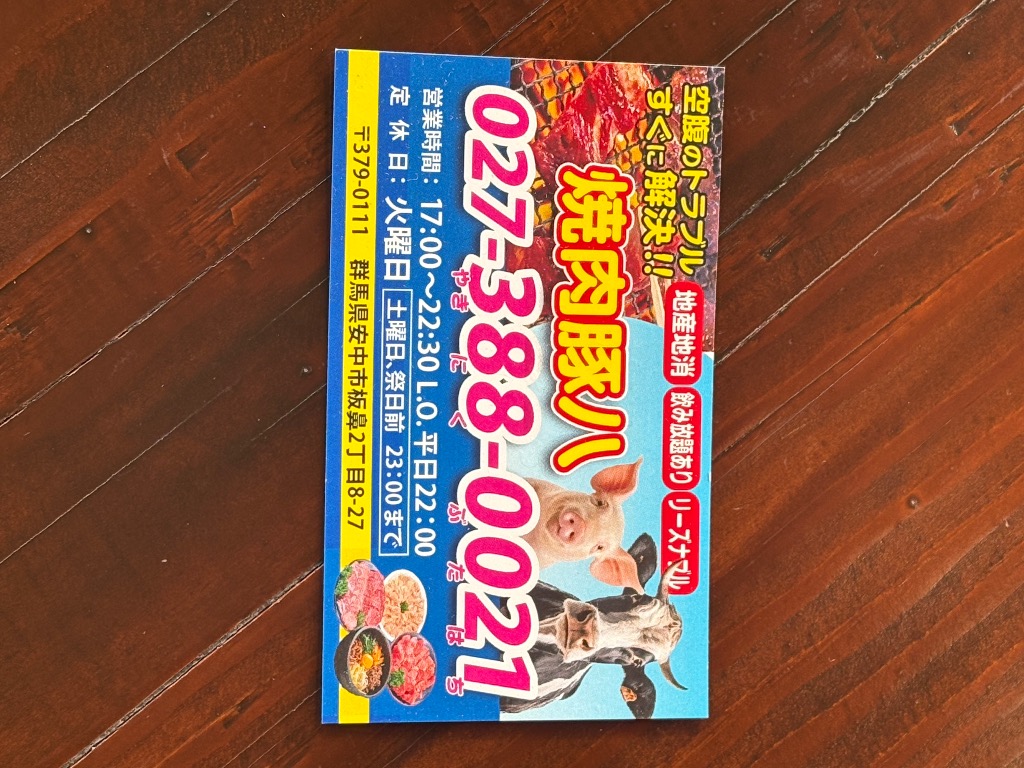 空腹のトラブル
すぐに解決!!
地産地消 飲み放題あり リーズナブル
焼肉豚八
027-388-0021
やき にく ぶた はち
営業時間：17:00～22:30 L.O.平日22:00
定休日：火曜日 土曜日、祭日前 23:00まで
〒379-0111 群馬県安中市板鼻2丁目8-27